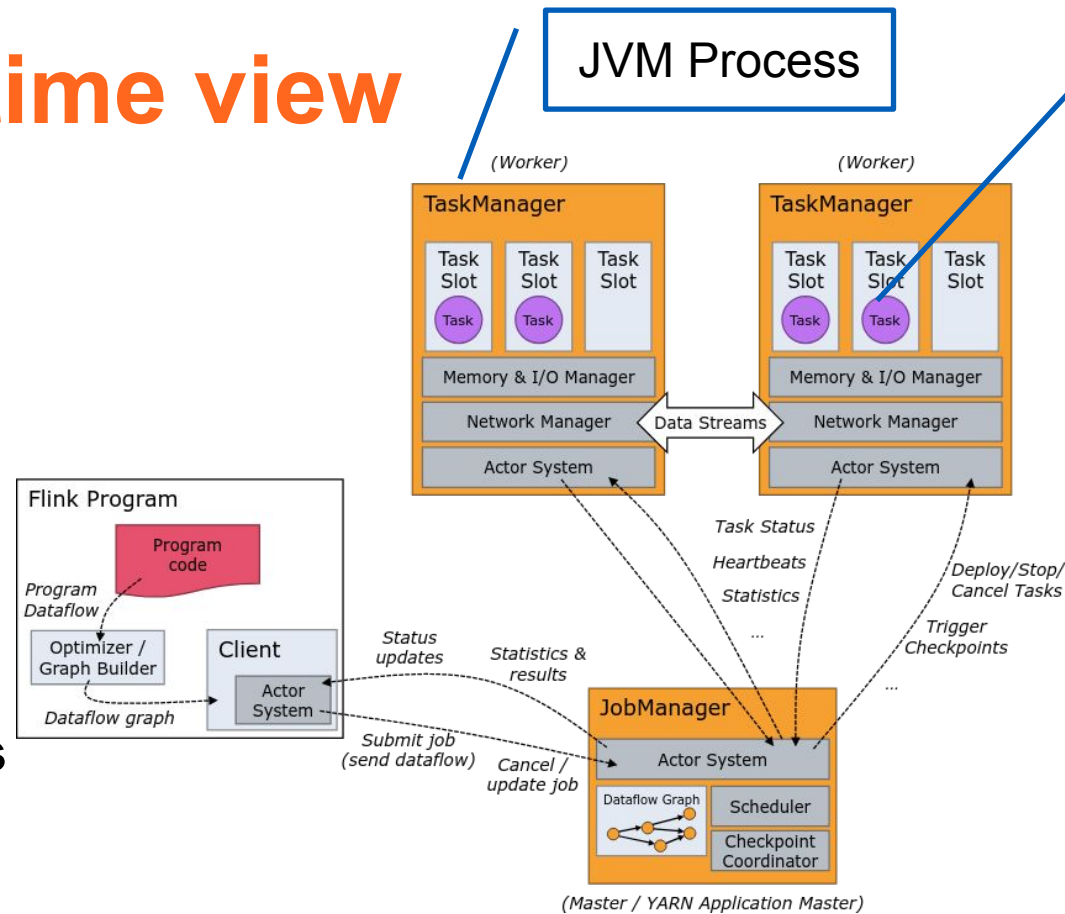 ime view
JVM Process
(Worker)
(Worker)
TaskManager
TaskManager
Task
Slot
Task
Slot
Task
Slot
Task
Slot
Task
Slot
Task
Slot
Task
Task
Task
Task
Memory & I/O Manager
Memory & I/O Manager
Network Manager
Data Streams
Network Manager
Actor System
Actor System
Flink Program
Program
code
Program
Dataflow
Optimizer /
Graph Builder
Dataflow graph
Client
Actor
System
Task Status
Heartbeats
Statistics
...
Deploy/Stop/
Cancel Tasks
Trigger
Checkpoints
...
Status
updates
Statistics &
results
Submit job
(send dataflow)
Cancel /
update job
s
JobManager
Actor System
Dataflow Graph
Scheduler
Checkpoint
Coordinator
(Master / YARN Application Master)